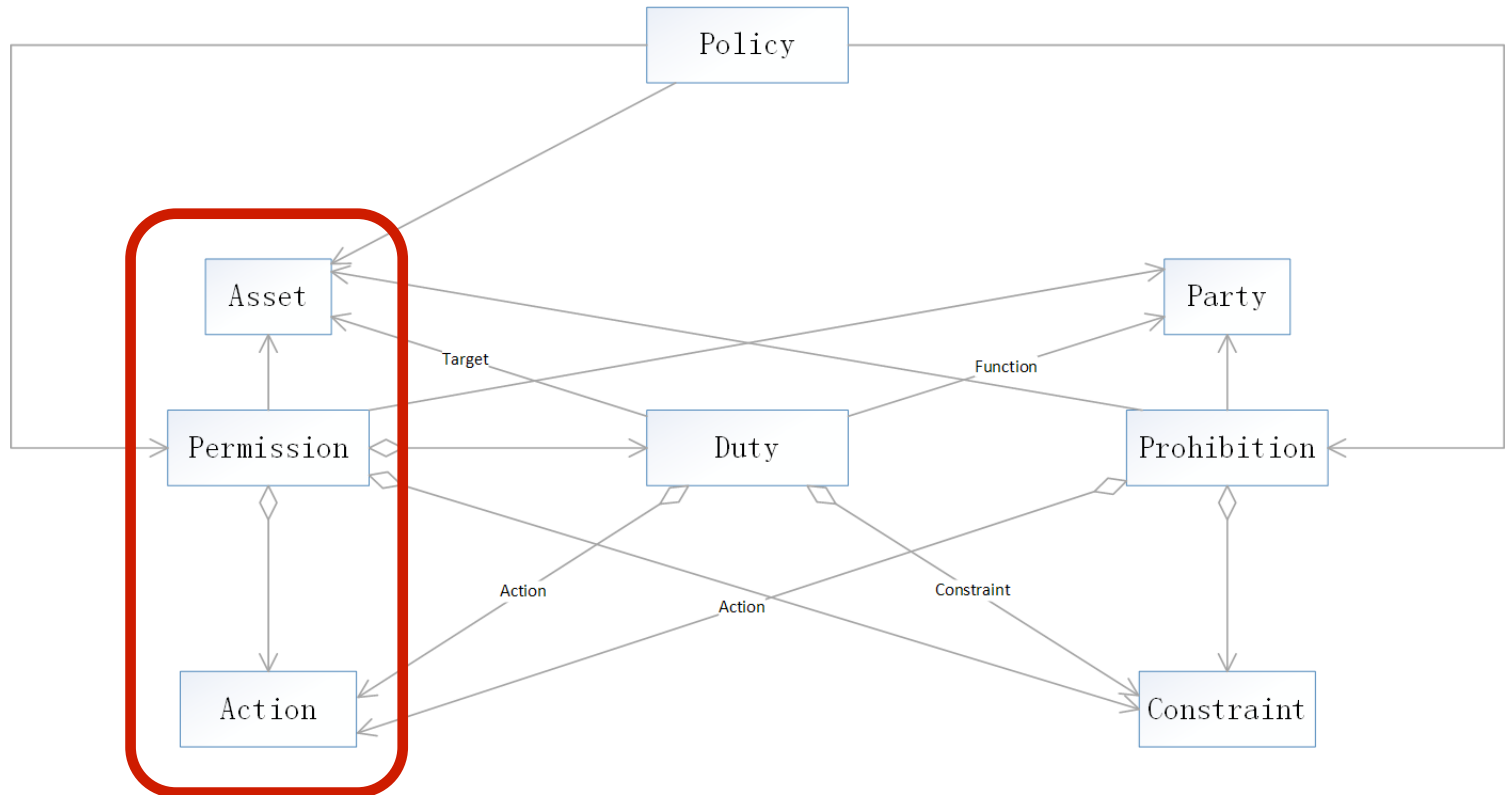 Policy
Asset
Party
Target
Function
Permission
Duty
Prohibition
Action
Constraint
Action
Action
Constraint